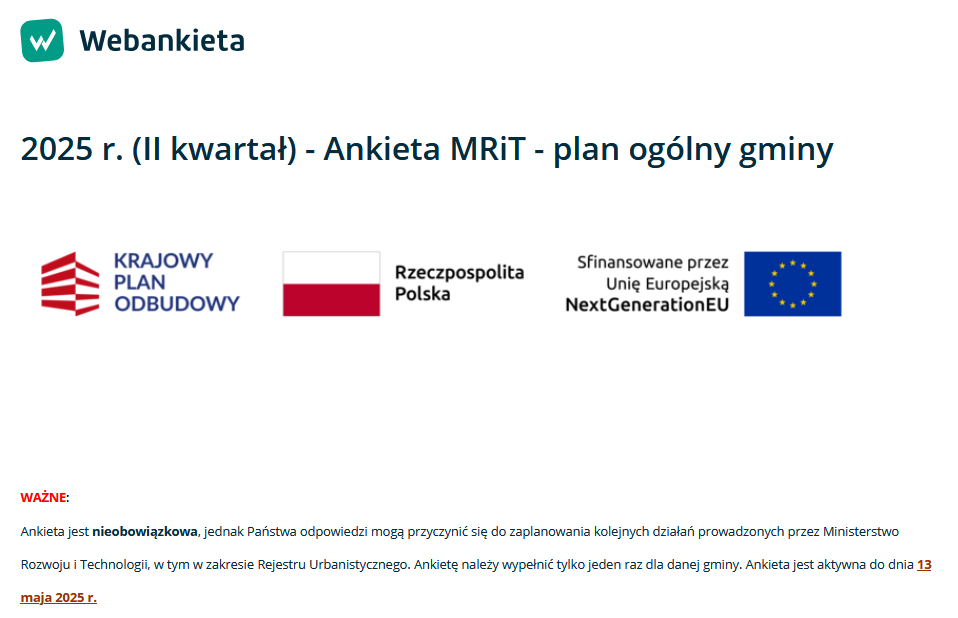 Webankieta
2025 r. (II kwartał) - Ankieta MRiT - plan ogólny gminy
KRAJOWY
PLAN
ODBUDOWY
Rzeczpospolita
Polska
Sfinansowane przez
Unię Europejską
NextGenerationEU
WAŻNE:
Ankieta jest nieobowiązkowa, jednak Państwa odpowiedzi mogą przyczynić się do zaplanowania kolejnych działań prowadzonych przez Ministerstwo
Rozwoju i Technologii, w tym w zakresie Rejestru Urbanistycznego. Ankietę należy wypełnić tylko jeden raz dla danej gminy. Ankieta jest aktywna do dnia 13
maja 2025 r.